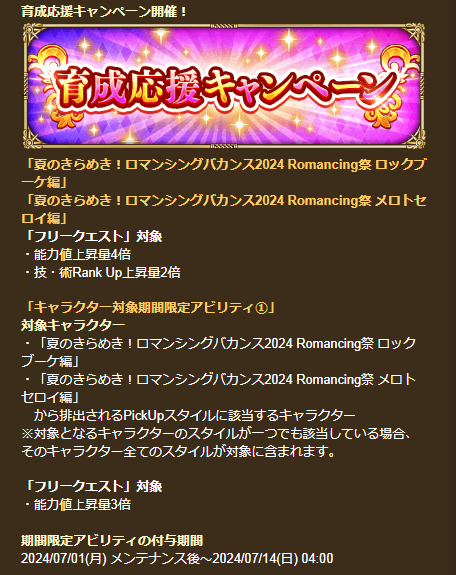 育成応援キャンペーン開催！
育成応援キャンペーン
「夏のきらめき！ロマンシングバカンス2024 Romancing祭 ロックブ
ーケ編」
「夏のきらめき！ロマンシングバカンス2024 Romancing祭 メロトセ
ロイ編」
「フリークエスト」対象
・能力値上昇量4倍
・技・術Rank Up上昇量2倍
「キャラクター対象期間限定アビリティ①」
対象キャラクター
・「夏のきらめき！ロマンシングバカンス2024 Romancing祭 ロック
ブーケ編」
・「夏のきらめき！ロマンシングバカンス2024 Romancing祭 メロト
セロイ編」
　から排出されるPickUpスタイルに該当するキャラクター
※対象となるキャラクターのスタイルが一つでも該当している場合、
そのキャラクター全てのスタイルが対象に含まれます。
「フリークエスト」対象
・能力値上昇量3倍
期間限定アビリティの付与期間
2024/07/01(月) メンテナンス後～2024/07/14(日) 04:00